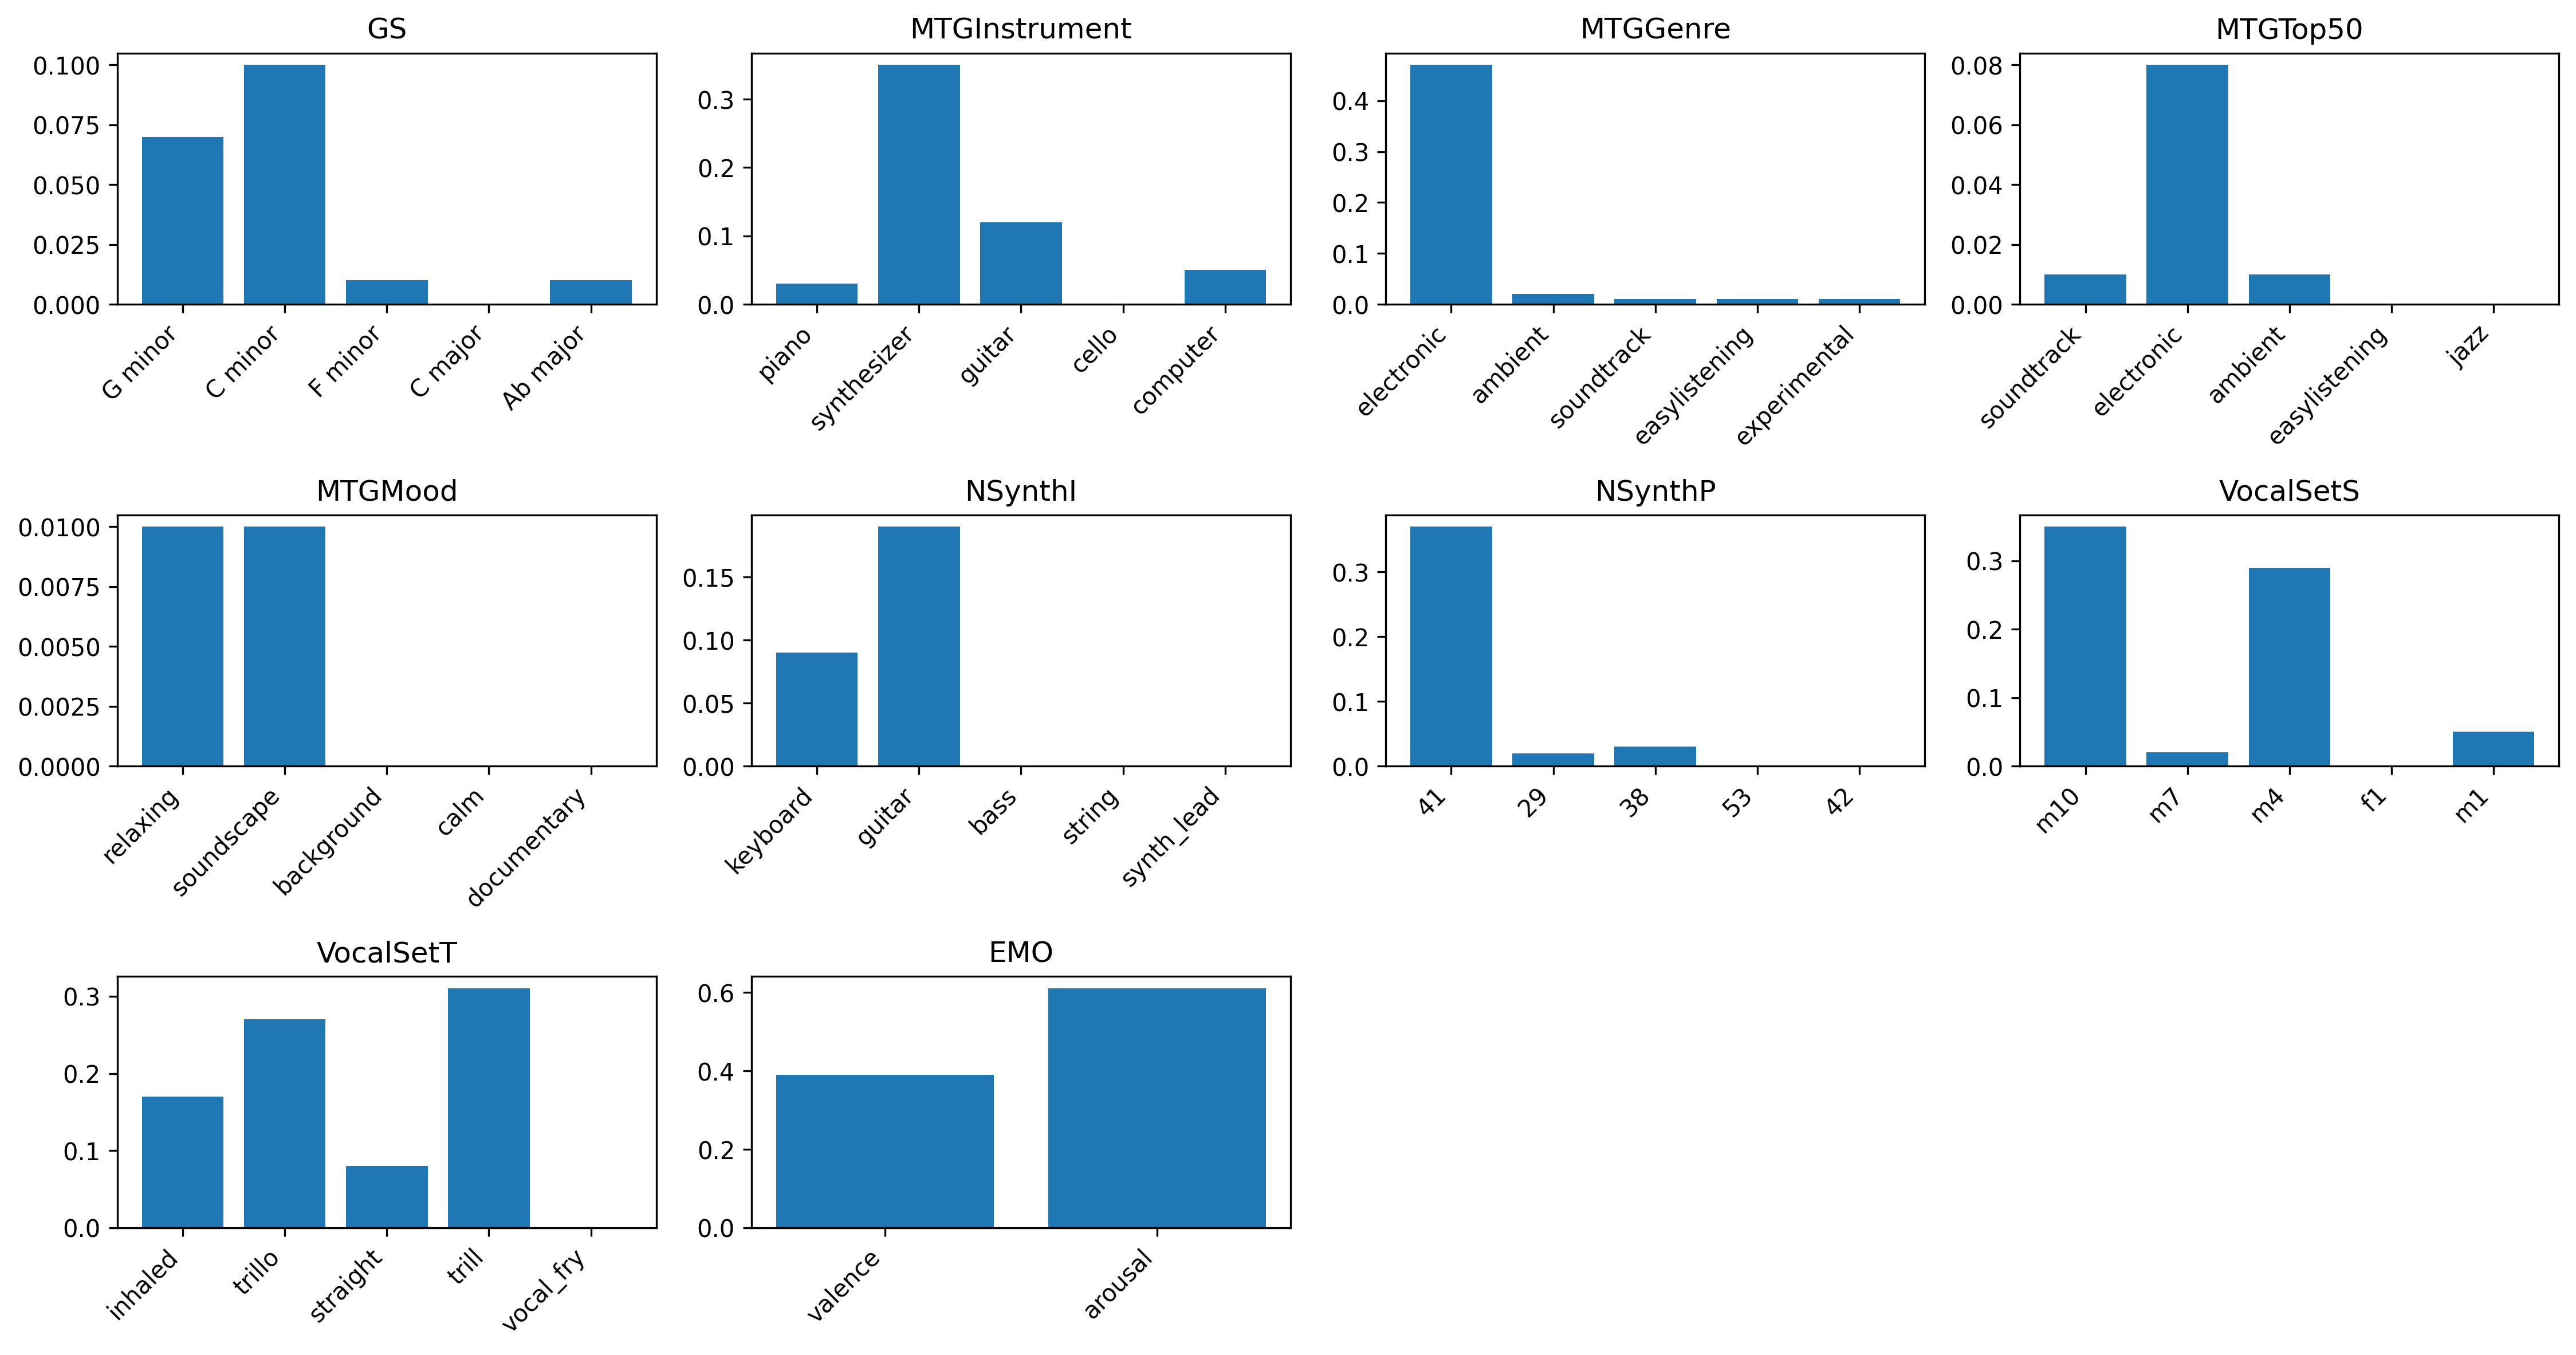 GS
0.100
0.075
0.050
0.025
0.000
G minor
C minor
F minor
C major
Ab major
MTGInstrument
0.3
0.2
0.1
0.0
piano
synthesizer
guitar
cello
computer
MTGGenre
0.4
0.3
0.2
0.1
0.0
electronic
ambient
soundtrack
easylistening
experimental
MTGTop50
0.08
0.06
0.04
0.02
0.00
soundtrack
electronic
ambient
easylistening
jazz
MTGMood
0.0100
0.0075
0.0050
0.0025
0.0000
relaxing
soundscape
background
calm
documentary
NSynthI
0.15
0.10
0.05
0.00
keyboard
guitar
bass
string
synth_lead
NSynthP
0.3
0.2
0.1
0.0
41
29
38
53
42
VocalSetS
0.3
0.2
0.1
0.0
m10
m7
m4
f1
m1
VocalSetT
0.3
0.2
0.1
0.0
inhaled
trillo
straight
trill
vocal_fry
EMO
0.6
0.4
0.2
0.0
valence
arousal